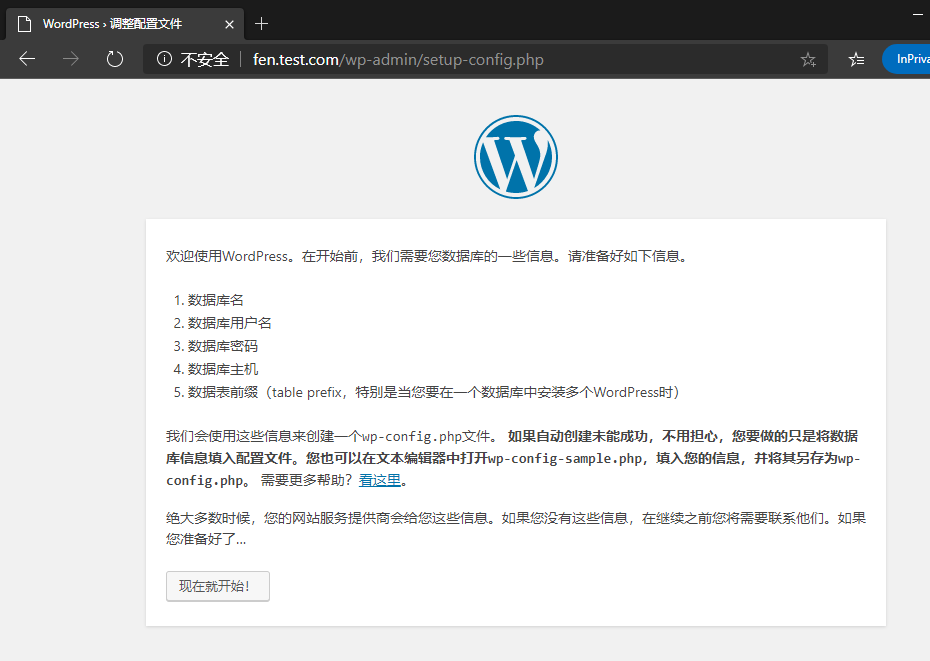 WordPress › 调整配置文件
不安全 fen.test.com/wp-admin/setup-config.php
InPriva
欢迎使用WordPress。在开始前，我们需要您数据库的一些信息。请准备好如下信息。
1. 数据库名
2. 数据库用户名
3. 数据库密码
4. 数据库主机
5. 数据表前缀（table prefix，特别是当您要在一个数据库中安装多个WordPress时）
我们会使用这些信息来创建一个wp-config.php文件。 如果自动创建未能成功，不用担心，您要做的只是将数据
库信息填入配置文件。您也可以在文本编辑器中打开wp-config-sample.php，填入您的信息，并将其另存为wp-
config.php。 需要更多帮助？看这里。
绝大多数时候，您的网站服务提供商会给您这些信息。如果您没有这些信息，在继续之前您将需要联系他们。如果
您准备好了...
现在就开始！